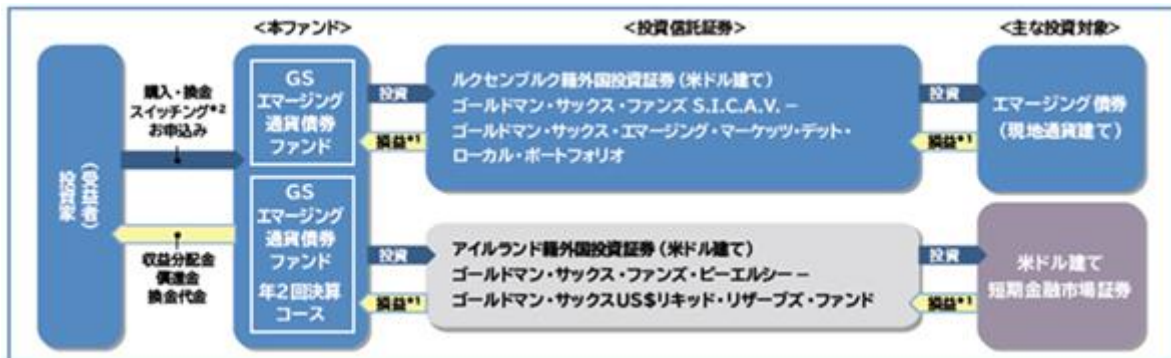 <本ファンド>
<投資信託証券>
<主な投資対象>
投資家
(受益者)
購入・換金
スイッチング*2
お申込み
収益分配金
償還金
換金代金
GS
エマージング
通貨債券
ファンド
GS
エマージング
通貨債券
ファンド
年2回決算
コース
投資
損益*1
投資
損益*1
ルクセンブルク籍外国投資証券(米ドル建て)
ゴールドマン・サックス・ファンズ S.I.C.A.V. −
ゴールドマン・サックス・エマージング・マーケッツ・デット・
ローカル・ポートフォリオ
アイルランド籍外国投資証券(米ドル建て)
ゴールドマン・サックス・ファンズ・ピーエルシー −
ゴールドマン・サックスUS$リキッド・リザーブズ・ファンド
投資
損益*1
投資
損益*1
エマージング債券
(現地通貨建て)
米ドル建て
短期金融市場証券